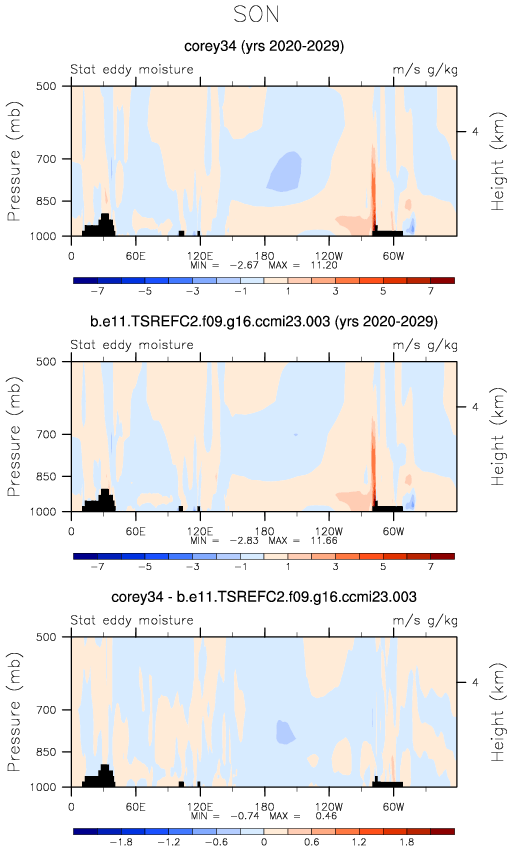 SON
corey34 (yrs 2020-2029)
Stat eddy moisture m/s g/kg
500
700
850
1000
Pressure (mb)
4
Height (km)
0 60E 120E 180 120W 60W
MIN = -2.67 MAX = 11.20
-7 -5 -3 -2 -1 1 2 3 5 7
b.e11.TSREFC2.f09.g16.ccmi23.003 (yrs 2020-2029)
Stat eddy moisture m/s g/kg
500
700
850
1000
Pressure (mb)
4
Height (km)
0 60E 120E 180 120W 60W
MIN = -2.83 MAX = 11.66
-7 -5 -3 -2 -1 1 2 3 5 7
corey34 - b.e11.TSREFC2.f09.g16.ccmi23.003
Stat eddy moisture m/s g/kg
500
700
850
1000
Pressure (mb)
4
Height (km)
0 60E 120E 180 120W 60W
MIN = -0.74 MAX = 0.46
-1.8 -1.2 -0.6 0 0.6 1.2 1.8